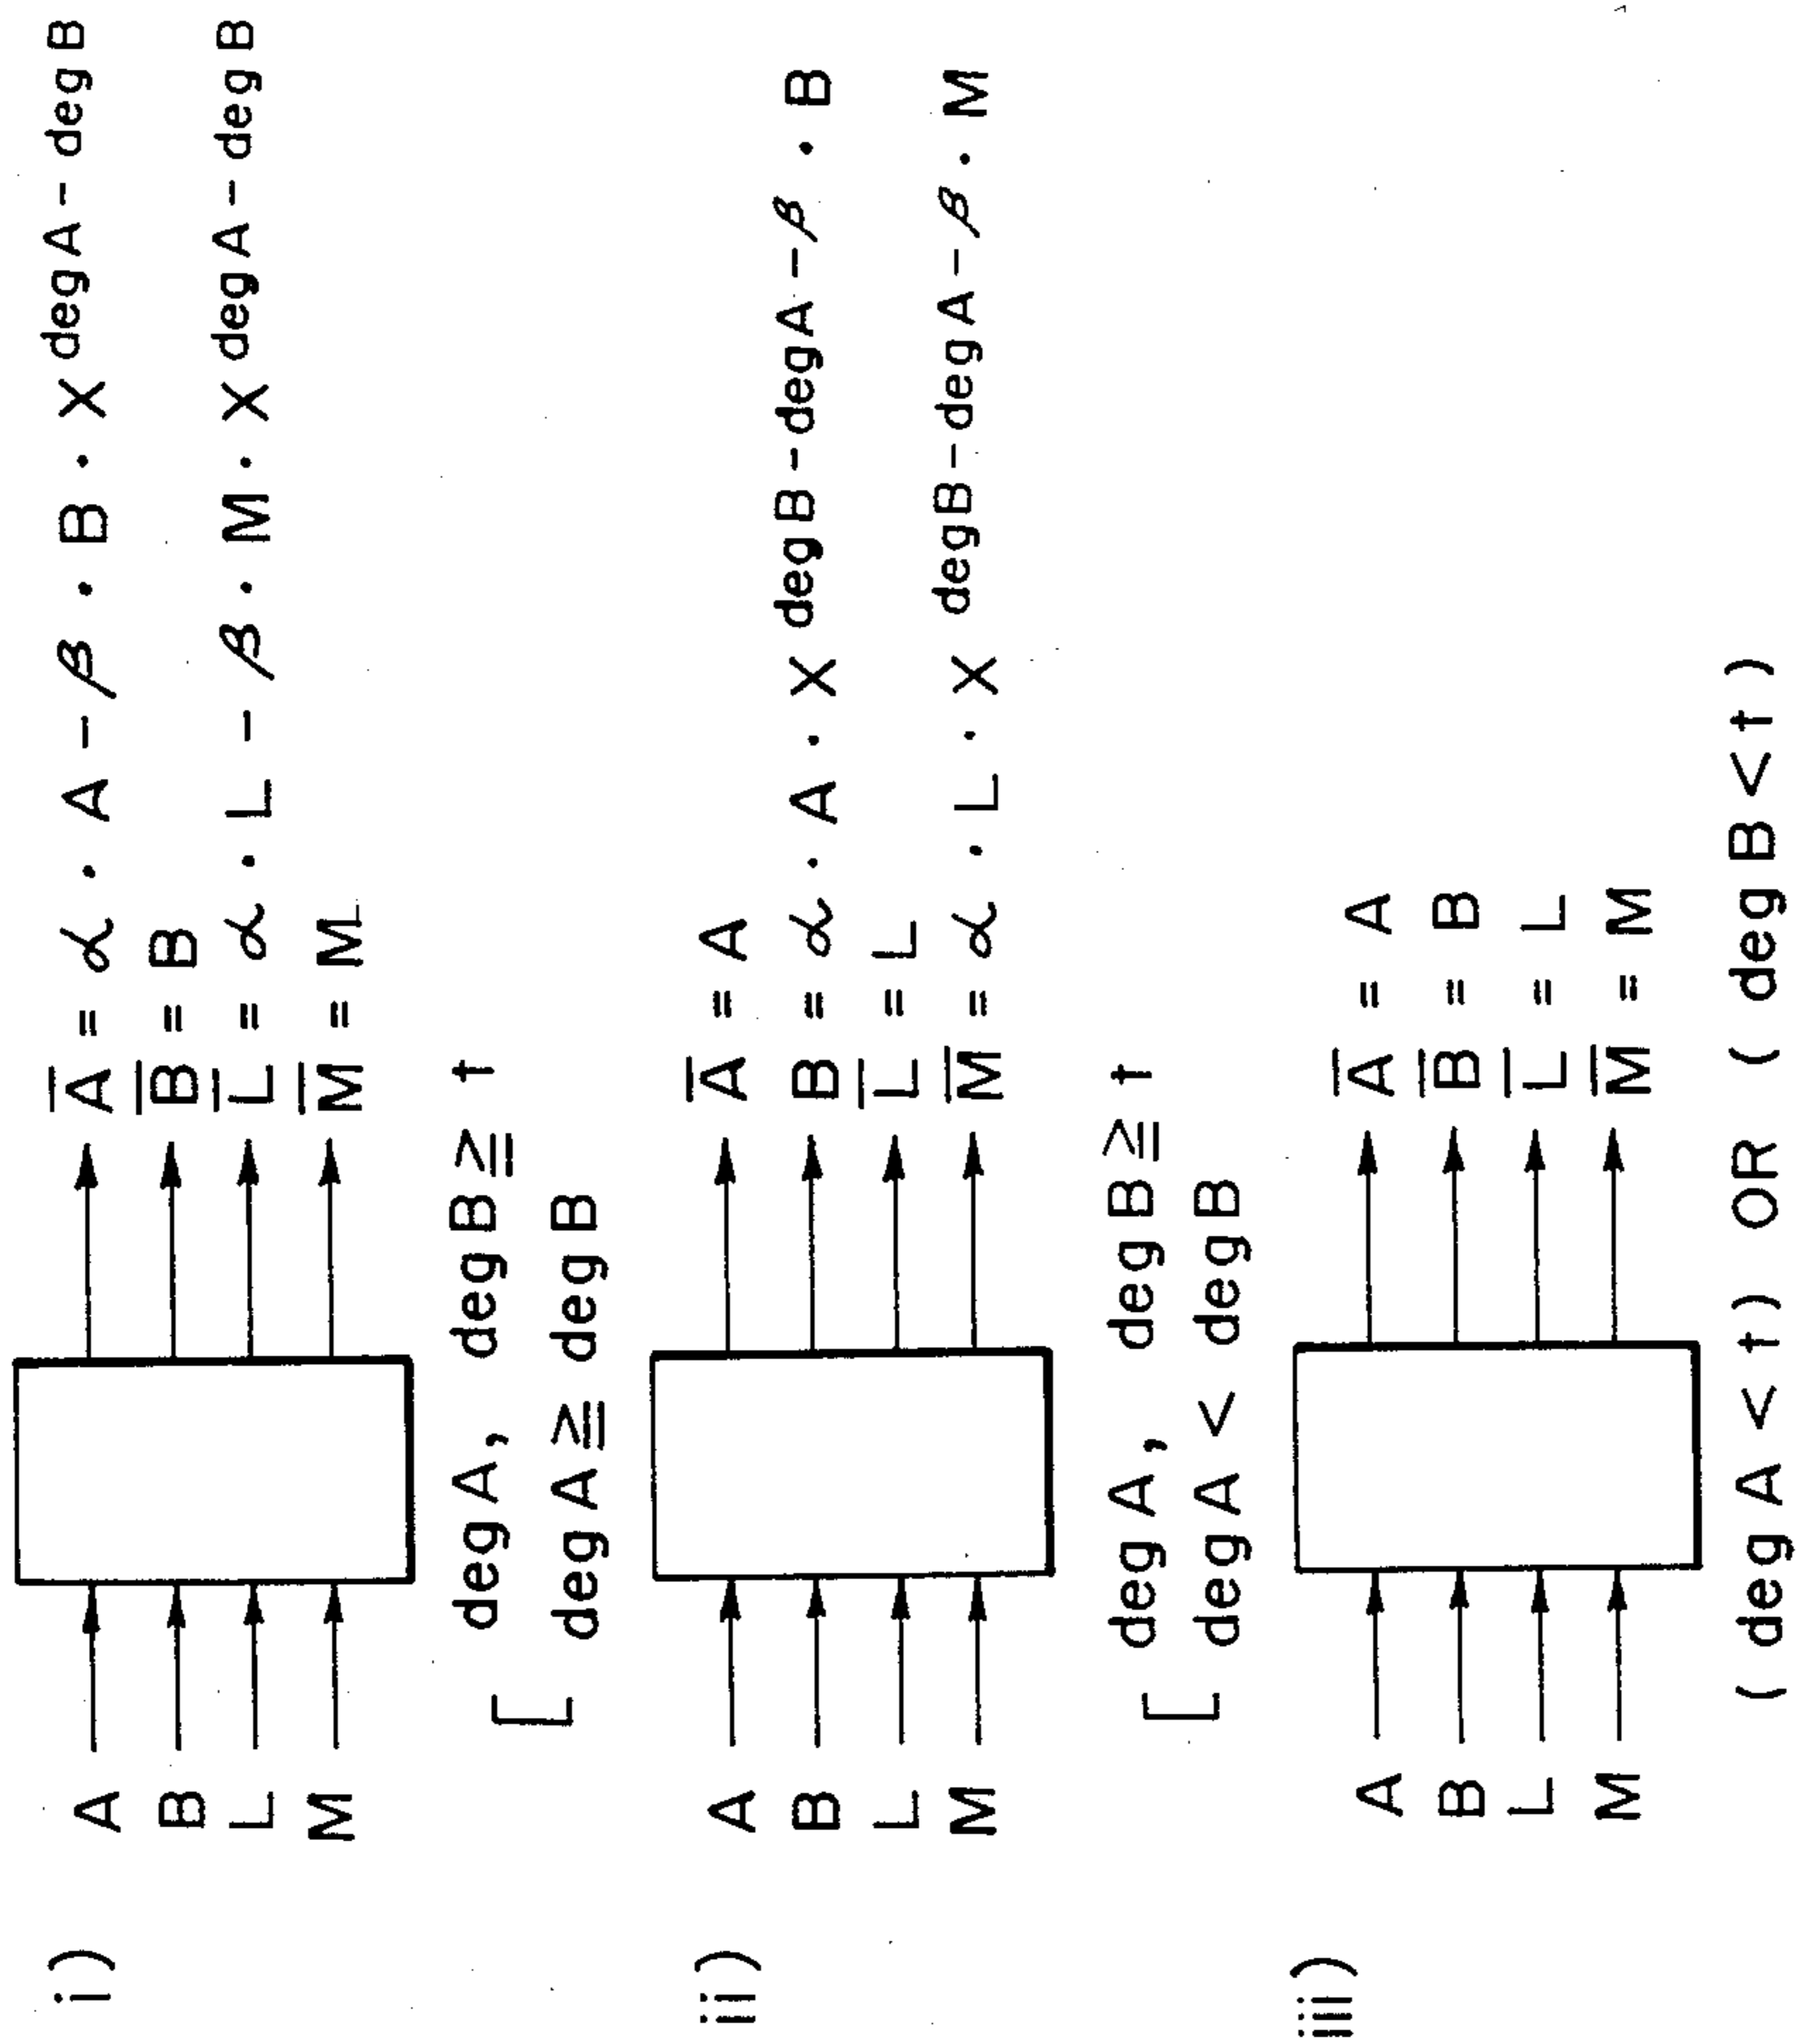 i)
A
B
L
M
A̅ = α · A − β · B · X deg A − deg B
B̅ = B
L̅ = α · L − β · M · X deg A − deg B
M̅ = M
[ deg A, deg B ≧ t
deg A ≧ deg B
ii)
A
B
L
M
A̅ = A
B = α · A · X deg B − deg A − β · B
L̅ = L
M̅ = α · L · X deg B − deg A − β · M
[ deg A, deg B ≧ t
deg A < deg B
iii)
A
B
L
M
A̅ = A
B̅ = B
L̅ = L
M̅ = M
( deg A < t ) OR ( deg B < t )